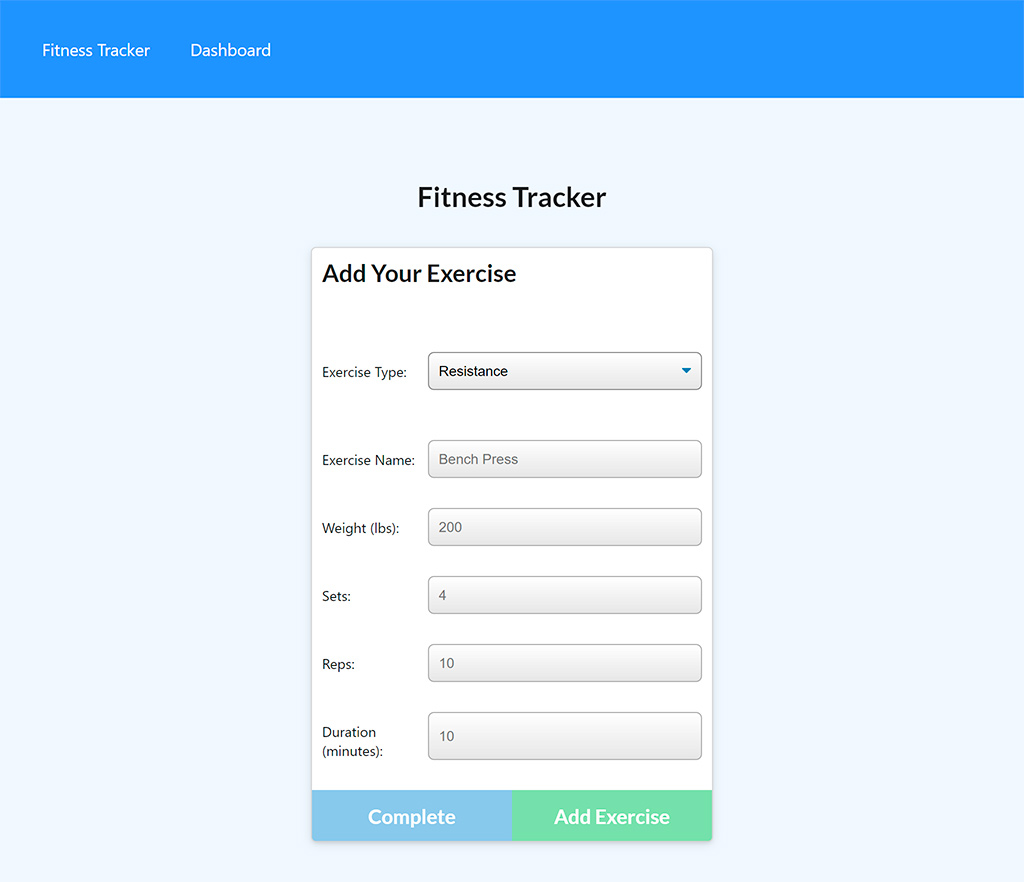 Fitness Tracker Dashboard
Fitness Tracker
Add Your Exercise
Exercise Type: Resistance
Exercise Name: Bench Press
Weight (lbs): 200
Sets: 4
Reps: 10
Duration
(minutes): 10
Complete Add Exercise